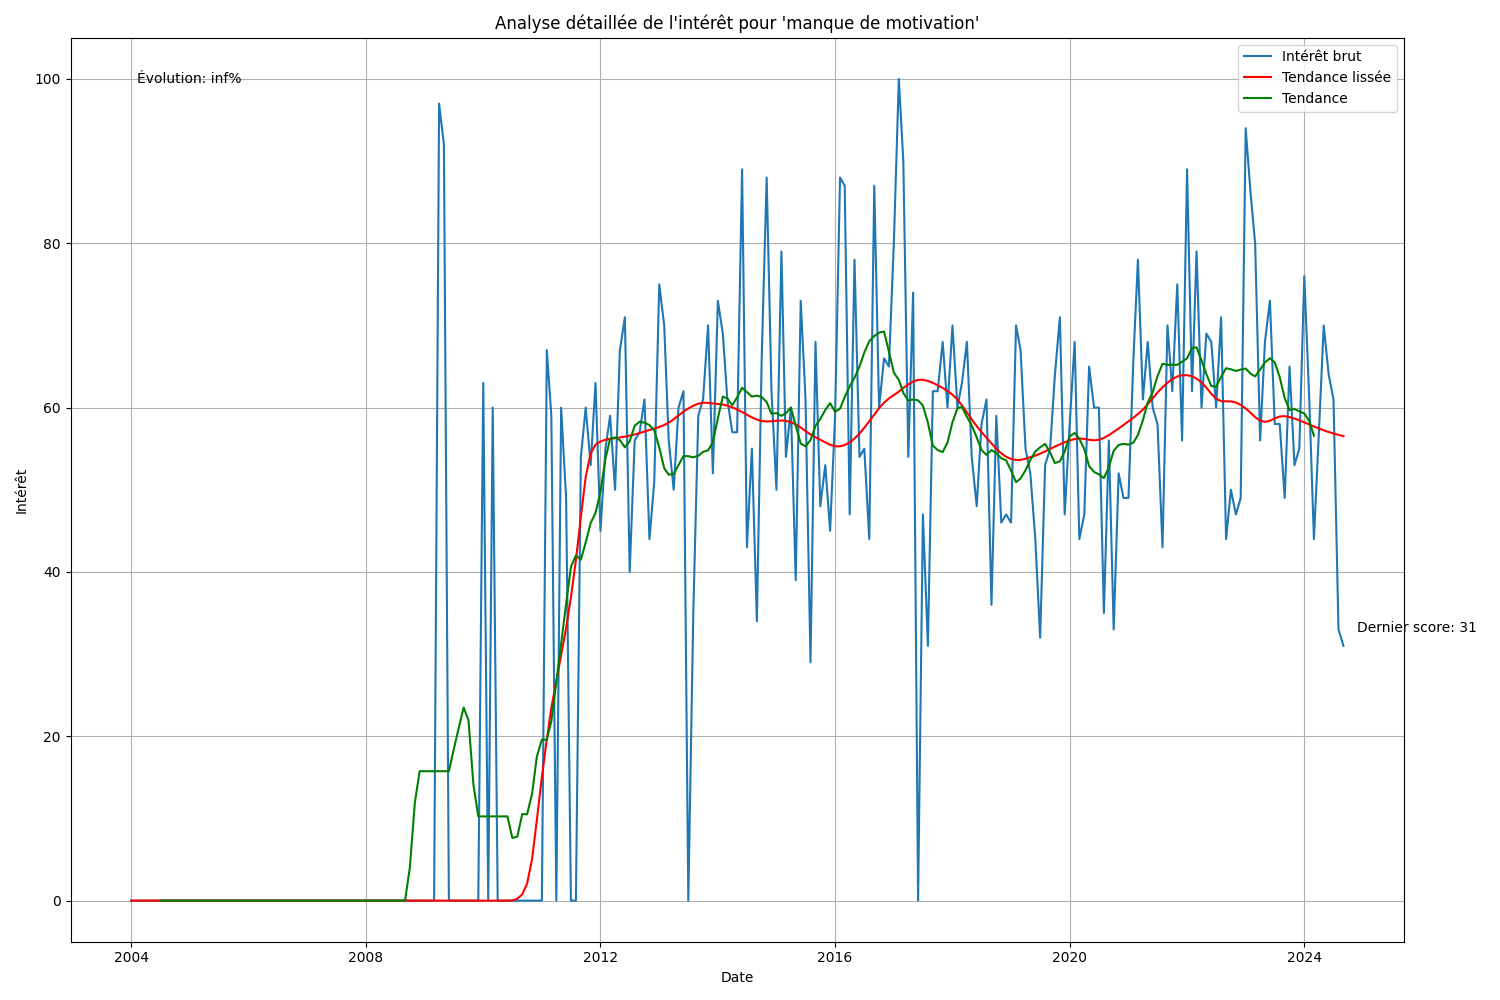 Analyse détaillée de l'intérêt pour 'manque de motivation'
Évolution: inf%
Intérêt brut
Tendance lissée
Tendance
100
80
60
40
20
0
Intérêt
Dernier score: 31
2004
2008
2012
2016
2020
2024
Date